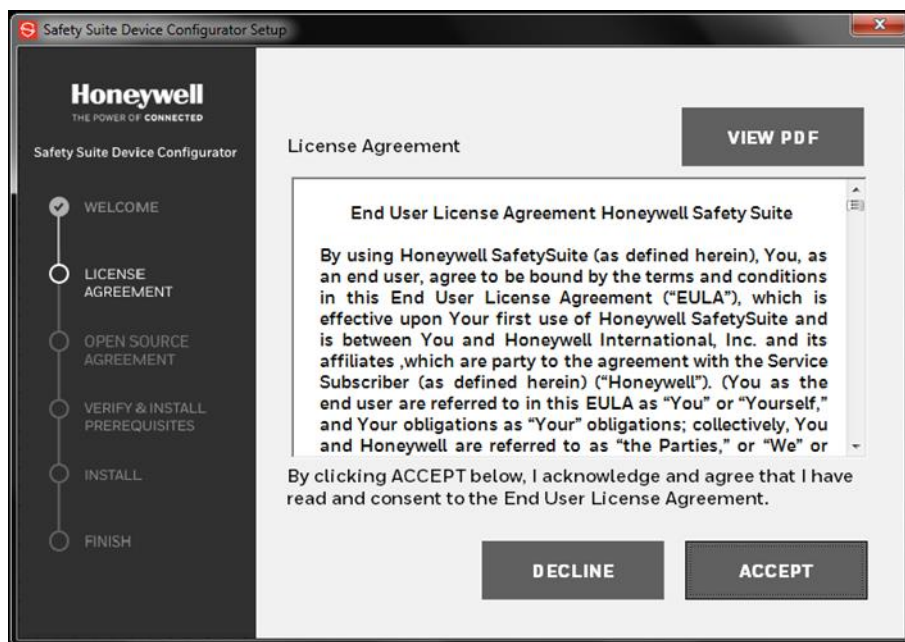 Safety Suite Device Configurator Setup
Honeywell
THE POWER OF CONNECTED
Safety Suite Device Configurator
WELCOME
LICENSE
AGREEMENT
OPEN SOURCE
AGREEMENT
VERIFY & INSTALL
PREREQUISITES
INSTALL
FINISH
License Agreement
VIEW PDF
End User License Agreement Honeywell Safety Suite
By using Honeywell SafetySuite (as defined herein), You, as
an end user, agree to be bound by the terms and conditions
in this End User License Agreement (“EULA”), which is
effective upon Your first use of Honeywell SafetySuite and
is between You and Honeywell International, Inc. and its
affiliates ,which are party to the agreement with the Service
Subscriber (as defined herein) (“Honeywell”). (You as the
end user are referred to in this EULA as “You” or “Yourself,”
and Your obligations as “Your” obligations; collectively, You
and Honeywell are referred to as “the Parties,” or “We” or
By clicking ACCEPT below, I acknowledge and agree that I have
read and consent to the End User License Agreement.
DECLINE
ACCEPT